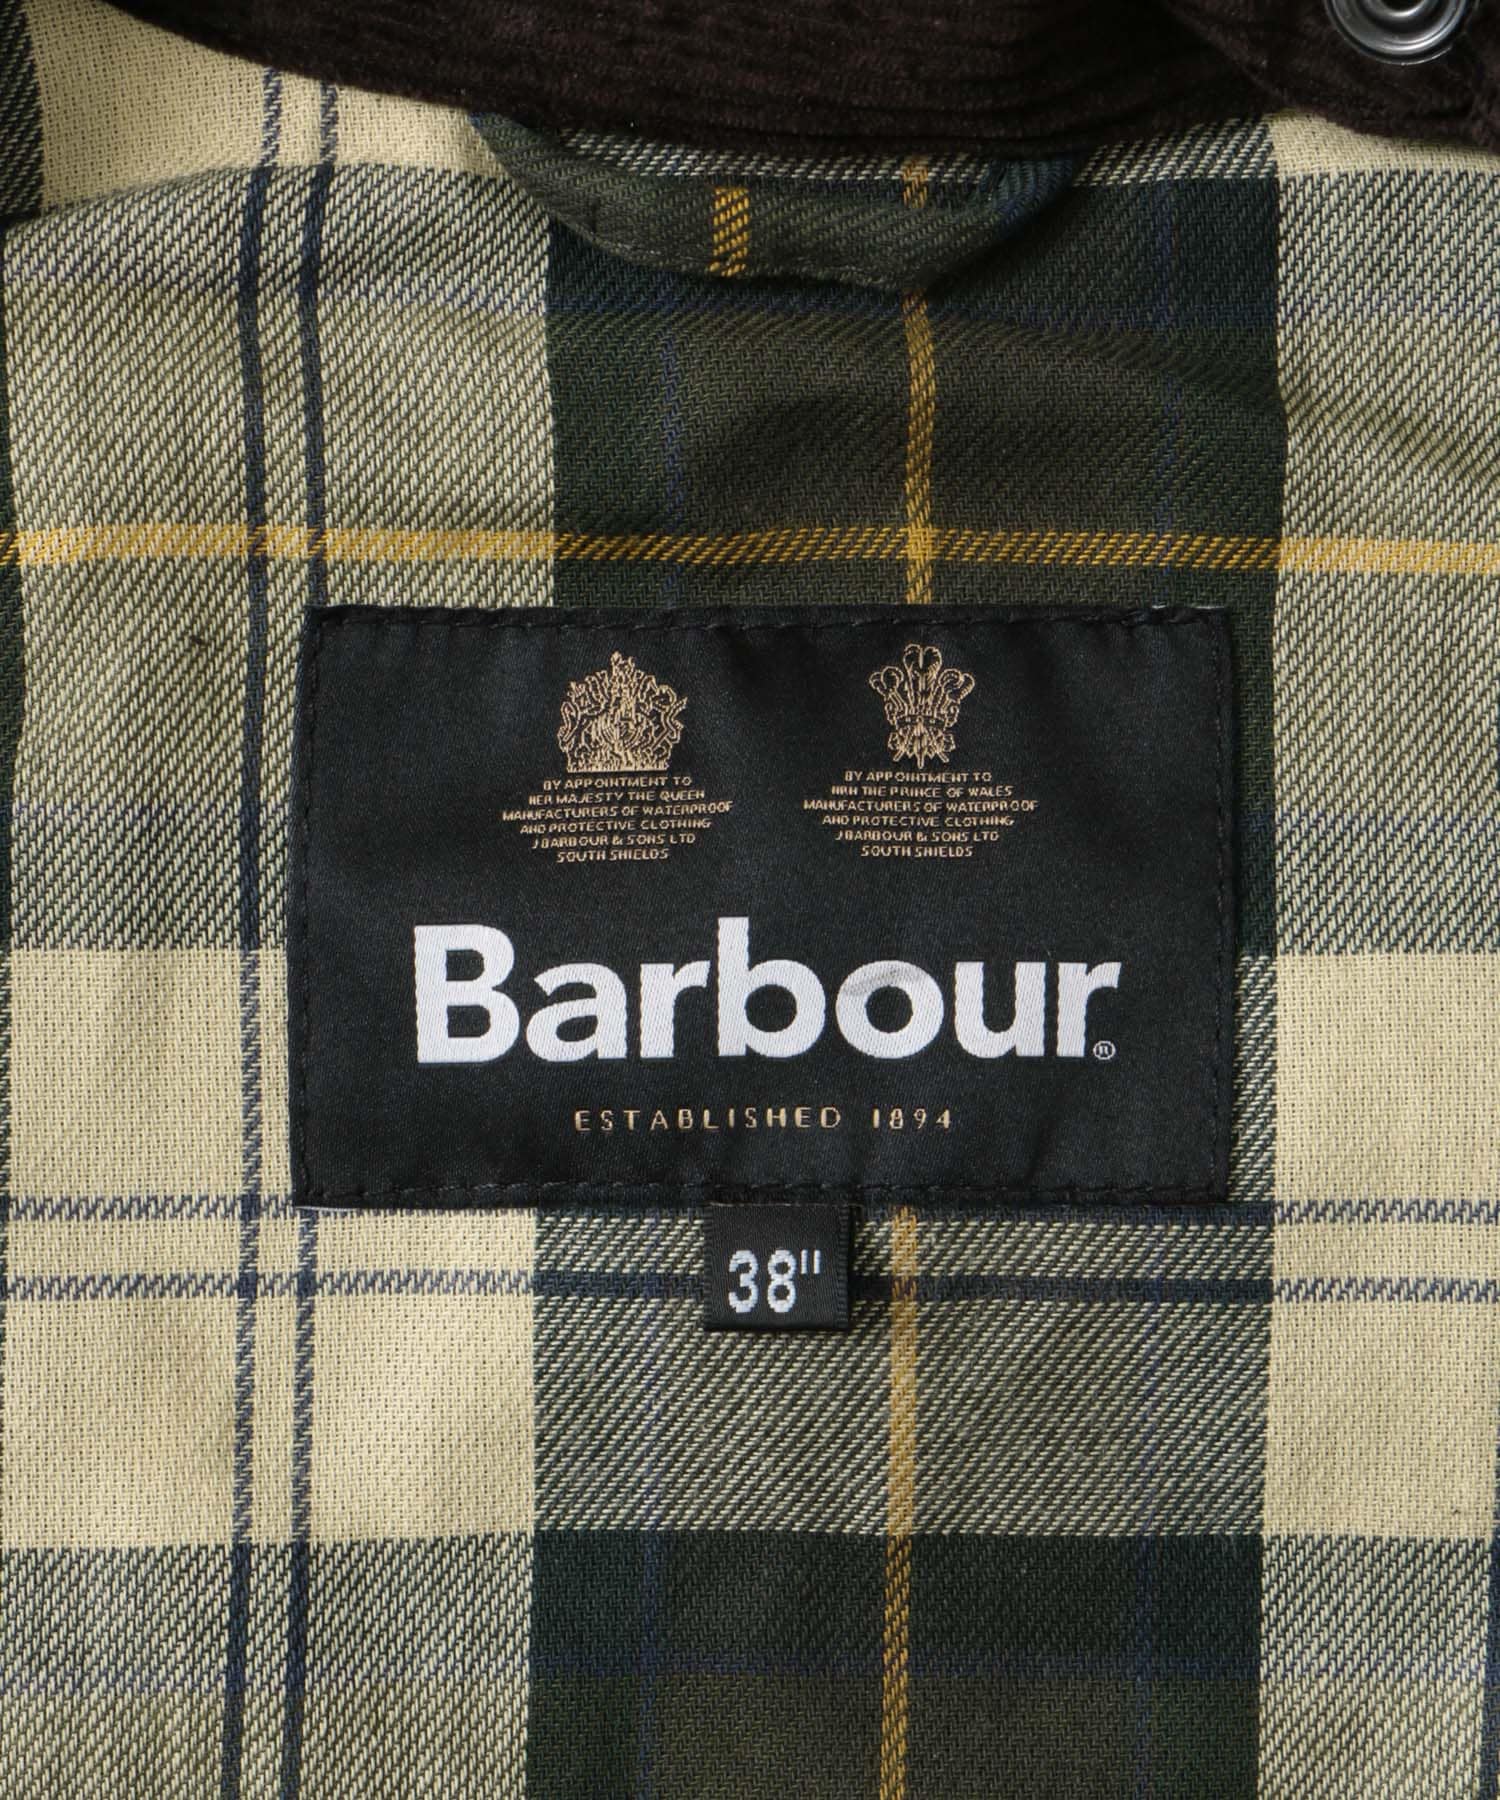 BY APPOINTMENT TO
HER MAJESTY THE QUEEN
MANUFACTURERS OF WATERPROOF
AND PROTECTIVE CLOTHING
J BARBOUR & SONS LTD
SOUTH SHIELDS
BY APPOINTMENT TO
HRH THE PRINCE OF WALES
MANUFACTURERS OF WATERPROOF
AND PROTECTIVE CLOTHING
J BARBOUR & SONS LTD
SOUTH SHIELDS
Barbour®
ESTABLISHED 1894
38"